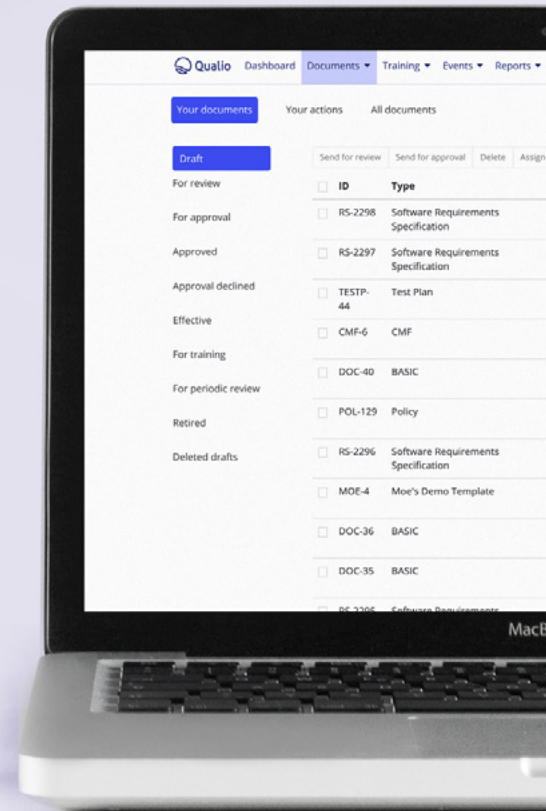 Qualio Dashboard Documents Training Events Reports
Your documents Your actions All documents
Draft
For review
For approval
Approved
Approval declined
Effective
For training
For periodic review
Retired
Deleted drafts
Send for review Send for approval Delete Assign
ID Type
RS-2298 Software Requirements
Specification
RS-2297 Software Requirements
Specification
TESTP- Test Plan
44
CMF-6 CMF
DOC-40 BASIC
POL-129 Policy
RS-2296 Software Requirements
Specification
MOE-4 Moe's Demo Template
DOC-36 BASIC
DOC-35 BASIC
RS-2295 Software Requirements
MacB